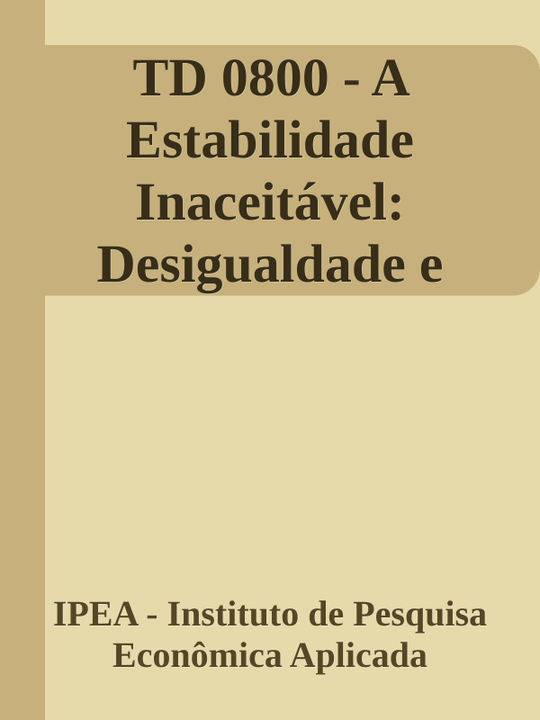 TD 0800 - A
Estabilidade
Inaceitável:
Desigualdade e
IPEA - Instituto de Pesquisa
Econômica Aplicada